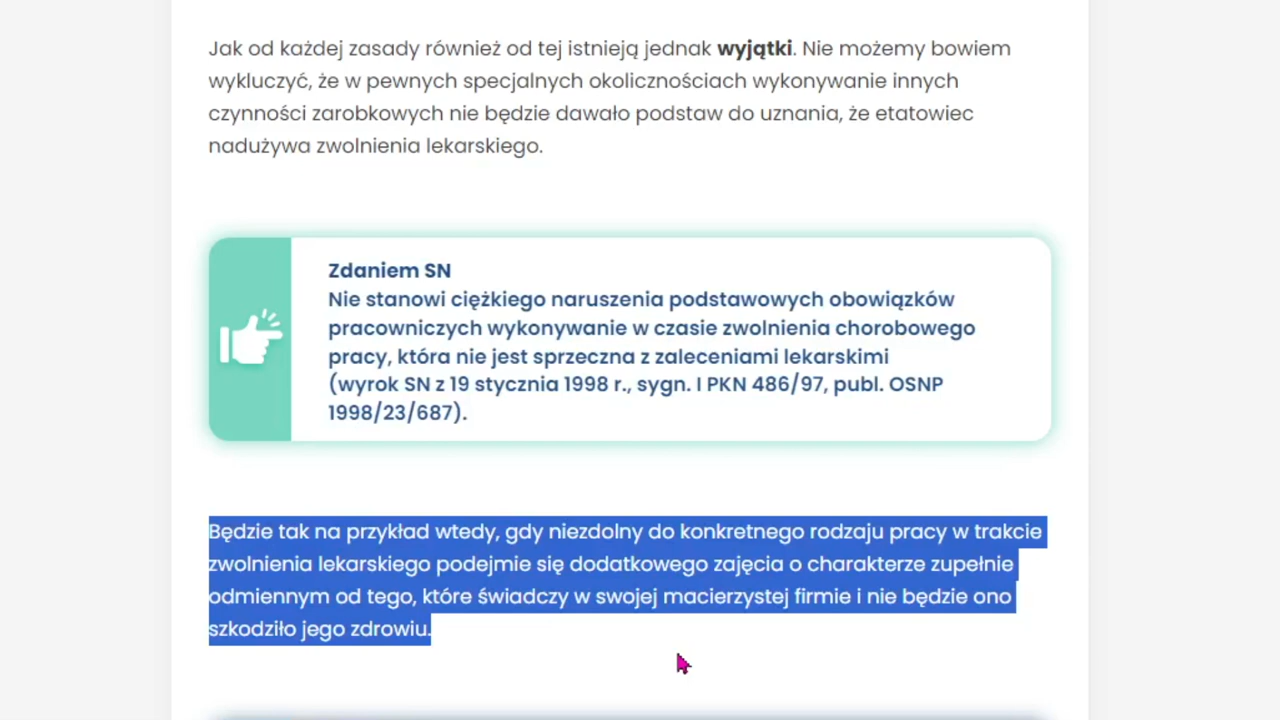 Jak od każdej zasady również od tej istnieją jednak wyjątki. Nie możemy bowiem
wykluczyć, że w pewnych specjalnych okolicznościach wykonywanie innych
czynności zarobkowych nie będzie dawało podstaw do uznania, że etatowiec
nadużywa zwolnienia lekarskiego.
Zdaniem SN
Nie stanowi ciężkiego naruszenia podstawowych obowiązków
pracowniczych wykonywanie w czasie zwolnienia chorobowego
pracy, która nie jest sprzeczna z zaleceniami lekarskimi
(wyrok SN z 19 stycznia 1998 r., sygn. I PKN 486/97, publ. OSNP
1998/23/687).
Będzie tak na przykład wtedy, gdy niezdolny do konkretnego rodzaju pracy w trakcie
zwolnienia lekarskiego podejmie się dodatkowego zajęcia o charakterze zupełnie
odmiennym od tego, które świadczy w swojej macierzystej firmie i nie będzie ono
szkodziło jego zdrowiu.